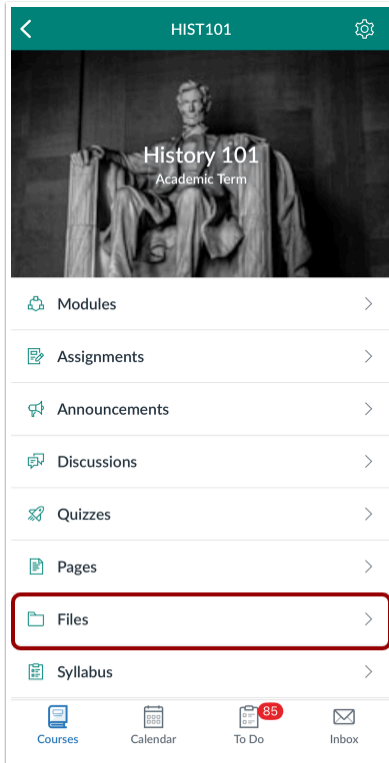 HIST101
History 101
Academic Term
Modules
Assignments
Announcements
Discussions
Quizzes
Pages
Files
Syllabus
85
Courses Calendar To Do Inbox